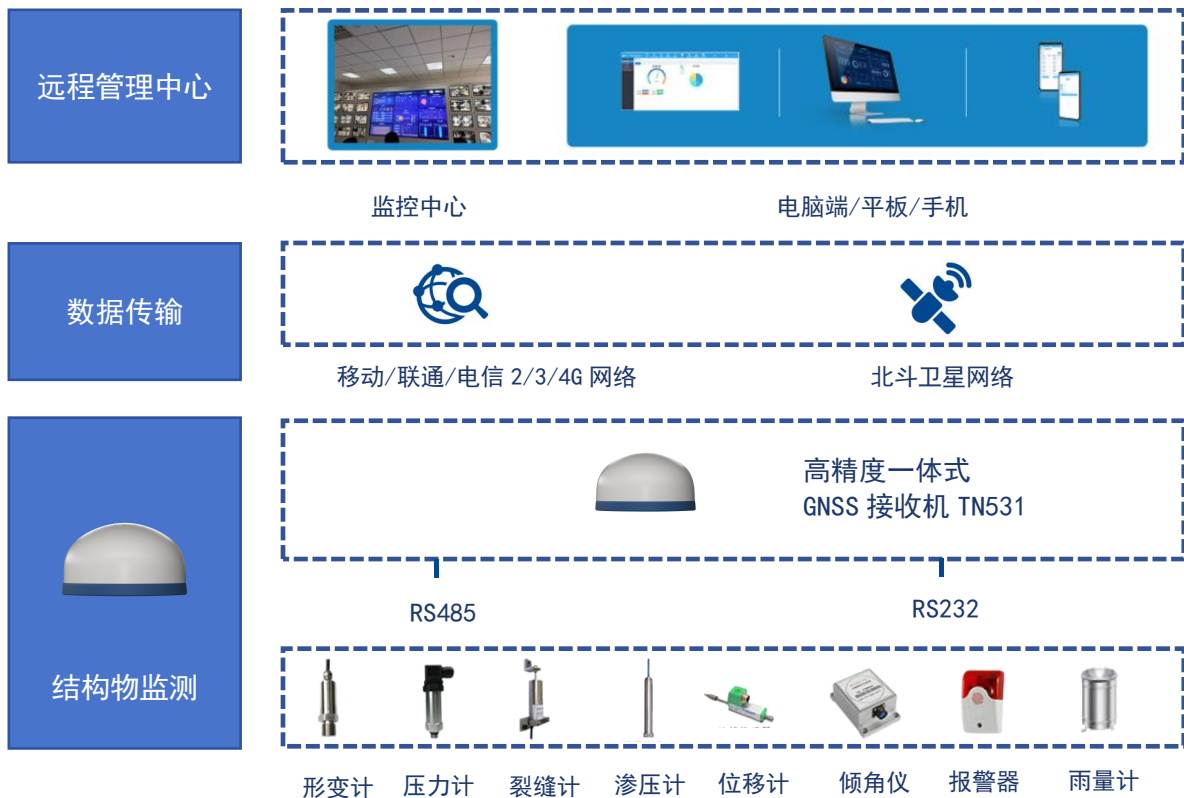 远程管理中心
监控中心
电脑端/平板/手机
数据传输
移动/联通/电信 2/3/4G 网络
北斗卫星网络
高精度一体式
GNSS 接收机 TN531
RS485
RS232
结构物监测
形变计
压力计
裂缝计
渗压计
位移计
倾角仪
报警器
雨量计